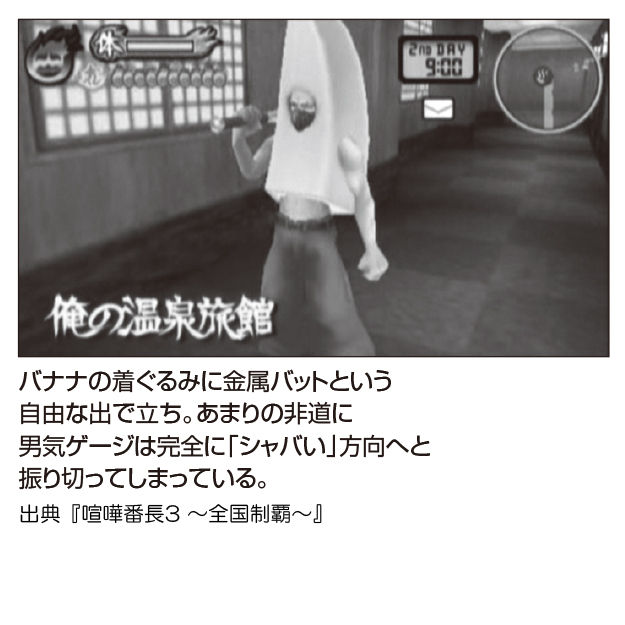 体
2ND DAY
9:00
俺の温泉旅館
バナナの着ぐるみに金属バットという
自由な出で立ち。あまりの非道に
男気ゲージは完全に「シャバい」方向へと
振り切ってしまっている。
出典『喧嘩番長3 ～全国制覇～』